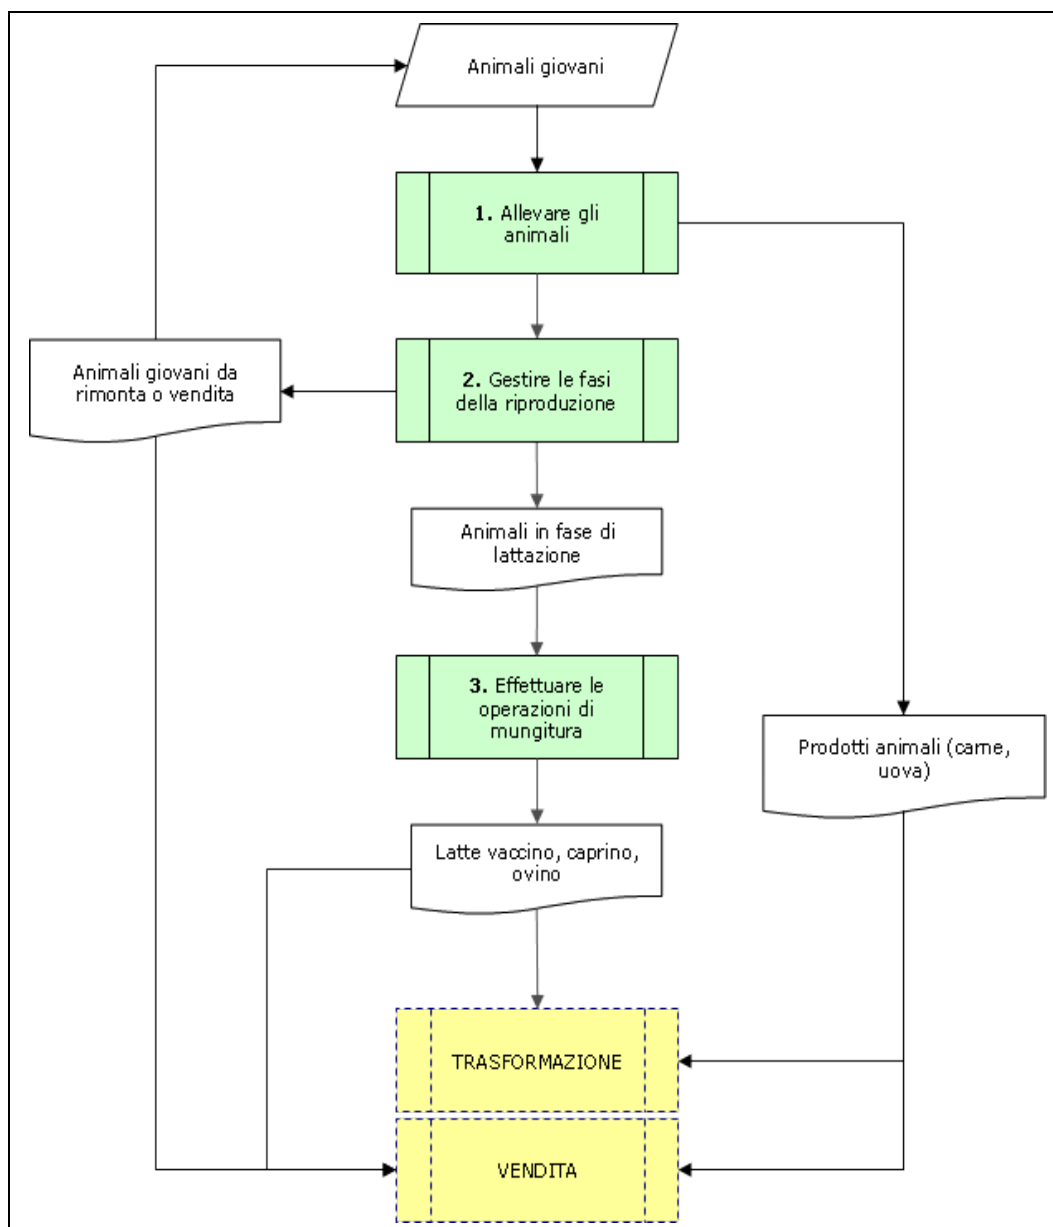 Animali giovani
1. Allevare gli
animali
Animali giovani da
rimonta o vendita
2. Gestire le fasi
della riproduzione
Animali in fase di
lattazione
3. Effettuare le
operazioni di
mungitura
Prodotti animali (carne,
uova)
Latte vaccino, caprino,
ovino
TRASFORMAZIONE
VENDITA